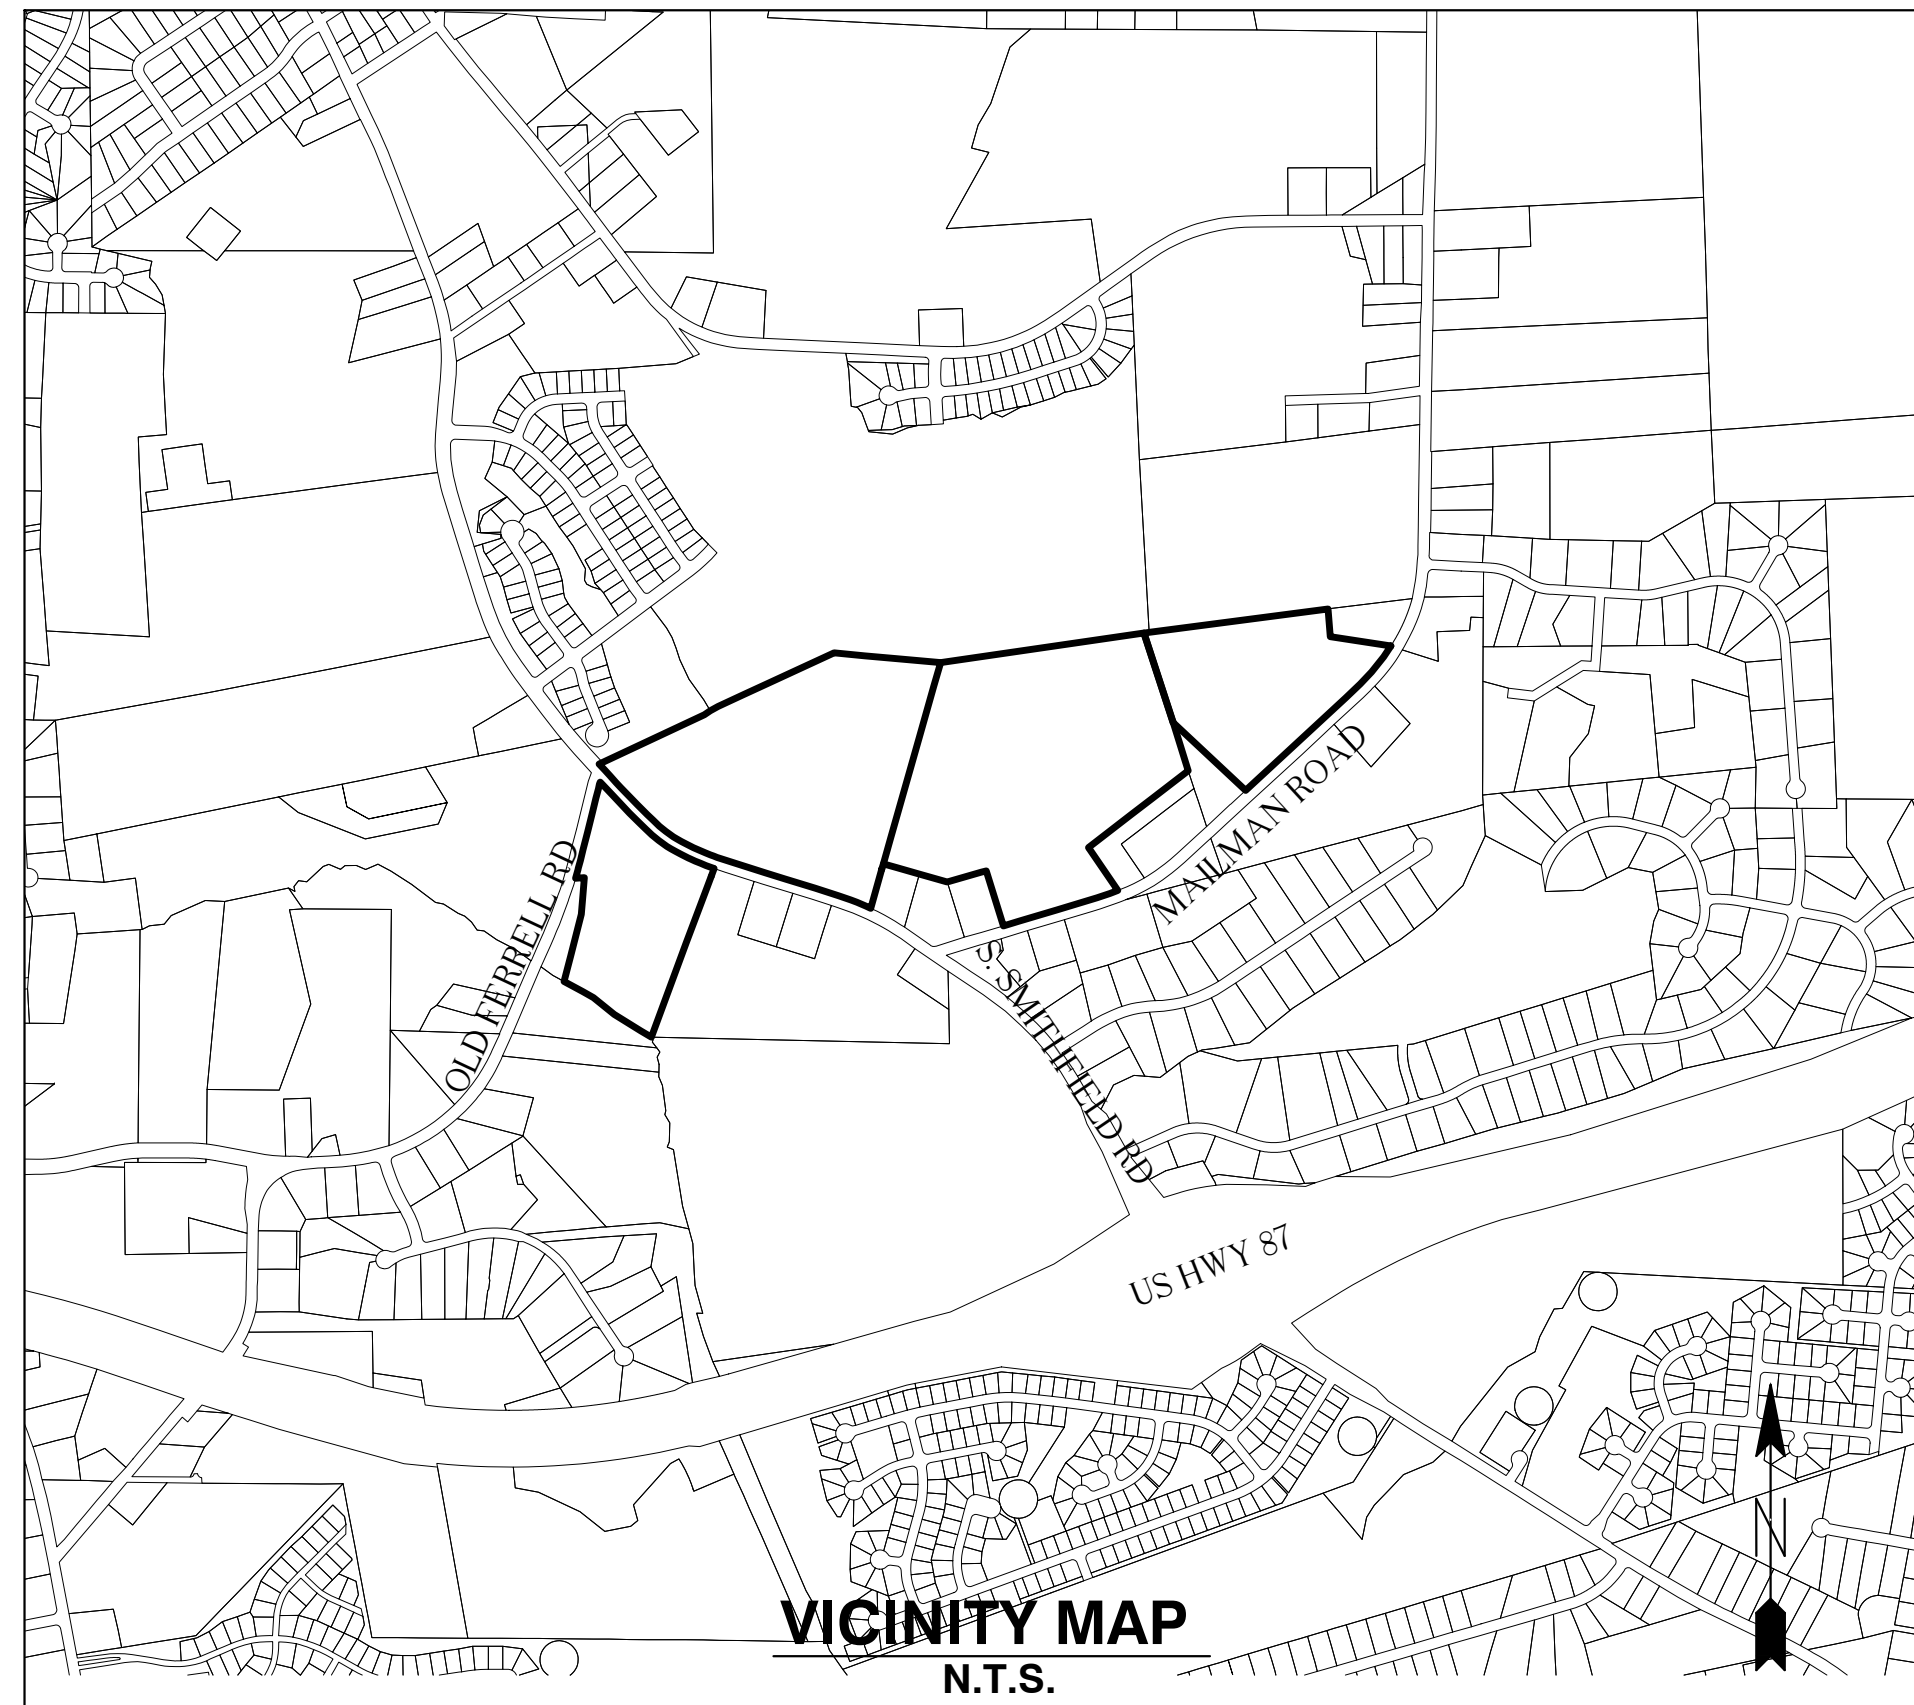 MAILMAN ROAD
OLD FERRELL RD
S. SMITHFIELD RD
US HWY 87
N
VICINITY MAP
N.T.S.